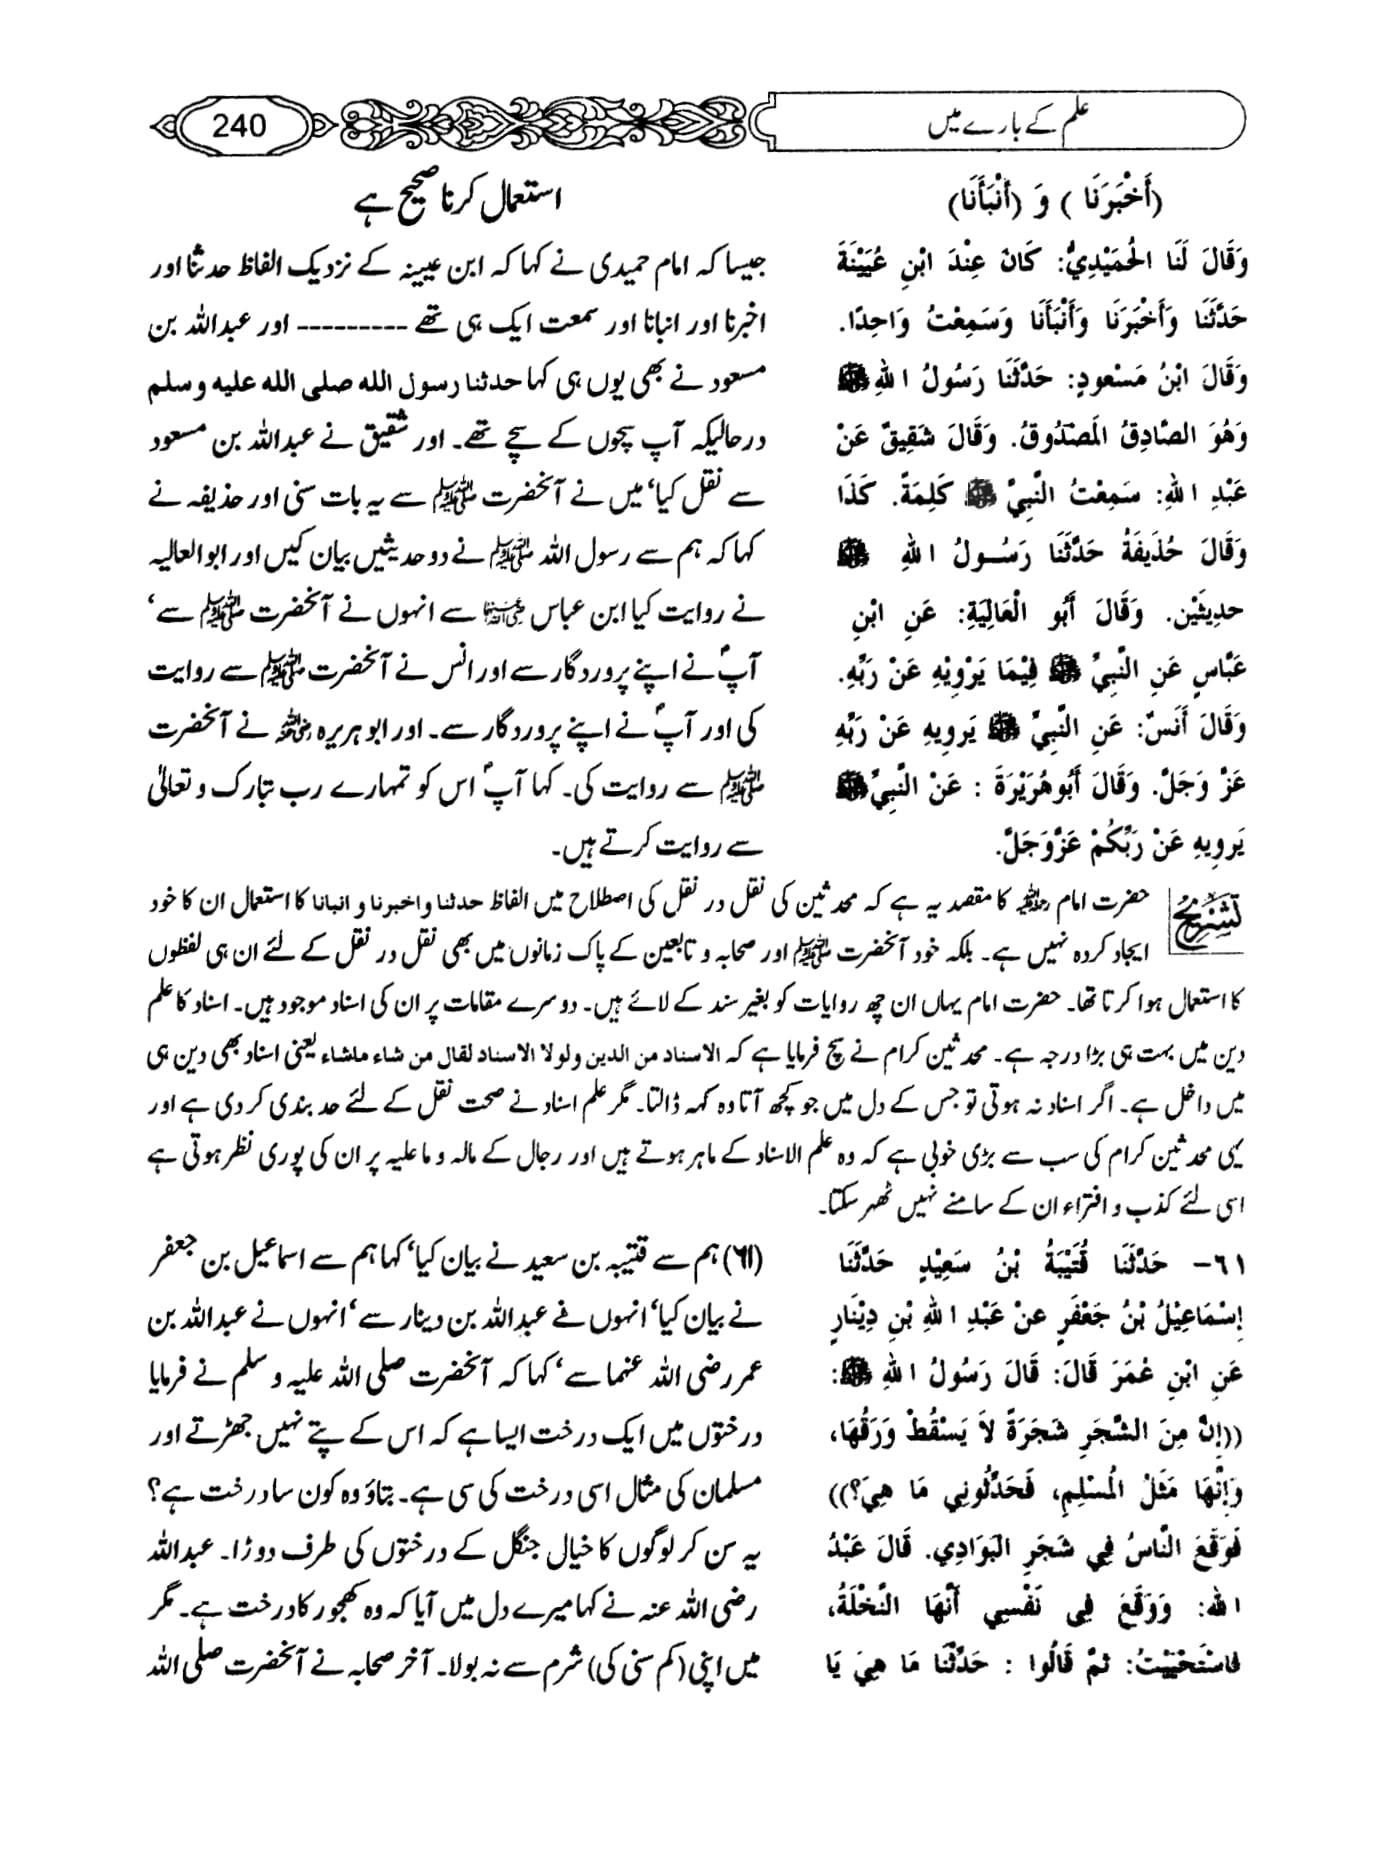 علم کے بارے میں
240
(أَخْبَرَنَا) وَ (أَنْبَأَنَا)
وَقَالَ لَنَا الْحُمَيْدِيُّ: كَانَ عِنْدَ ابْنِ عُيَيْنَةَ
حَدَّثَنَا وَأَخْبَرَنَا وَأَنْبَأَنَا وَسَمِعْتُ وَاحِدًا.
وَقَالَ ابْنُ مَسْعودٍ: حَدَّثَنَا رَسُولُ اللهِ ﷺ
وَهُوَ الصَّادِقُ الْمَصْدُوقُ. وَقَالَ شَقِيقٌ عَنْ
عَبْدِ اللهِ: سَمِعْتُ النَّبِيَّ ﷺ كَلِمَةً. كَذَا
وَقَالَ حُذَيفَةُ حَدَّثَنَا رَسُولُ اللهِ ﷺ
حدِيثَيْنِ. وَقَالَ أَبُو الْعَالِيَةِ: عَنِ ابْنِ
عَبَّاسٍ عَنِ النَّبِيِّ ﷺ فِيْمَا يَرْوِيْهِ عَنْ رَبِّهِ.
وَقَالَ أَنَسٌ: عَنِ النَّبِيِّ ﷺ يَروِيهِ عَنْ رَبِّهِ
عَزَّ وَجَلَّ. وَقَالَ أَبُوهُرَيْرَةَ : عَنْ النَّبِيِّ ﷺ
يَروِيهِ عَنْ رَبِّكُمْ عَزَّوَجَلَّ.
استعمال کرنا صحیح ہے
جیسا کہ امام حمیدی نے کہا کہ ابن عیینہ کے نزدیک الفاظ حدثنا اور
اخبرنا اور انبانا اور سمعت ایک ہی تھے --------- اور عبداللہ بن
مسعود نے بھی یوں ہی کہا حدثنا رسول الله صلی الله علیه وسلم
درحالیکہ آپ سچوں کے سچے تھے۔ اور شقیق نے عبداللہ بن مسعود
سے نقل کیا، میں نے آنحضرت ﷺ سے یہ بات سنی اور حذیفہ نے
کہا کہ ہم سے رسول اللہ ﷺ نے دو حدیثیں بیان کیں اور ابوالعالیہ
نے روایت کیا ابن عباس رضی اللہ عنہما سے انہوں نے آنحضرت ﷺ سے،
آپؐ نے اپنے پروردگار سے اور انس نے آنحضرت ﷺ سے روایت
کی اور آپؐ نے اپنے پروردگار سے۔ اور ابو ہریرہ رضی اللہ عنہ نے آنحضرت
ﷺ سے روایت کی۔ کہا آپؐ اس کو تمہارے رب تبارک و تعالیٰ
سے روایت کرتے ہیں۔
تشریح
حضرت امام رحمۃ اللہ علیہ کا مقصد یہ ہے کہ محدثین کی نقل در نقل کی اصطلاح میں الفاظ حدثنا واخبرنا و انبانا کا استعمال ان کا خود
ایجاد کردہ نہیں ہے۔ بلکہ خود آنحضرت ﷺ اور صحابہ و تابعین کے پاک زمانوں میں بھی نقل در نقل کے لئے ان ہی لفظوں
کا استعمال ہوا کرتا تھا۔ حضرت امام یہاں ان چھ روایات کو بغیر سند کے لائے ہیں۔ دوسرے مقامات پر ان کی اسناد موجود ہیں۔ اسناد کا علم
دین میں بہت ہی بڑا درجہ ہے۔ محدثین کرام نے سچ فرمایا ہے کہ الاسناد من الدین ولولا الاسناد لقال من شاء ماشاء یعنی اسناد بھی دین ہی
میں داخل ہے۔ اگر اسناد نہ ہوتی تو جس کے دل میں جو کچھ آتا وہ کہہ ڈالتا۔ مگر علم اسناد نے صحت نقل کے لئے حد بندی کر دی ہے اور
یہی محدثین کرام کی سب سے بڑی خوبی ہے کہ وہ علم الاسناد کے ماہر ہوتے ہیں اور رجال کے مالہ و ماعلیہ پر ان کی پوری نظر ہوتی ہے
اسی لئے کذب و افتراء ان کے سامنے نہیں ٹھہر سکتا۔
٦١- حَدَّثَنَا قُتَيْبَةُ بْنُ سَعِيْدٍ حَدَّثَنَا
إِسْمَاعِيْلُ بْنُ جَعْفَرٍ عنْ عَبْدِ اللهِ بْنِ دِيْنَارٍ
عَنِ ابْنِ عُمَرَ قَالَ: قَالَ رَسُولُ اللهِ ﷺ:
((إِنَّ مِنَ الشَّجَرِ شَجَرَةً لاَ يَسْقُطُ وَرَقُهَا،
وَإِنَّهَا مَثَلُ الْمُسْلِمِ، فَحَدِّثُونِي مَا هِيَ؟))
فَوَقَعَ النَّاسُ فِي شَجَرِ البَوَادِي. قَالَ عَبْدُ
اللهِ: وَوَقَعَ فِي نَفْسِي أَنَّهَا النَّخْلَةُ،
فَاسْتَحْيَيْتُ: ثمَّ قَالُوا : حَدِّثْنَا مَا هِيَ يَا
(٦١) ہم سے قتیبہ بن سعید نے بیان کیا، کہا ہم سے اسماعیل بن جعفر
نے بیان کیا، انہوں نے عبداللہ بن دینار سے، انہوں نے عبداللہ بن
عمر رضی اللہ عنہما سے، کہا کہ آنحضرت صلی اللہ علیہ و سلم نے فرمایا
درختوں میں ایک درخت ایسا ہے کہ اس کے پتے نہیں جھڑتے اور
مسلمان کی مثال اسی درخت کی سی ہے۔ بتاؤ وہ کون سا درخت ہے؟
یہ سن کر لوگوں کا خیال جنگل کے درختوں کی طرف دوڑا۔ عبداللہ
رضی اللہ عنہ نے کہا میرے دل میں آیا کہ وہ کھجور کا درخت ہے۔ مگر
میں اپنی (کم سنی کی) شرم سے نہ بولا۔ آخر صحابہ نے آنحضرت صلی اللہ